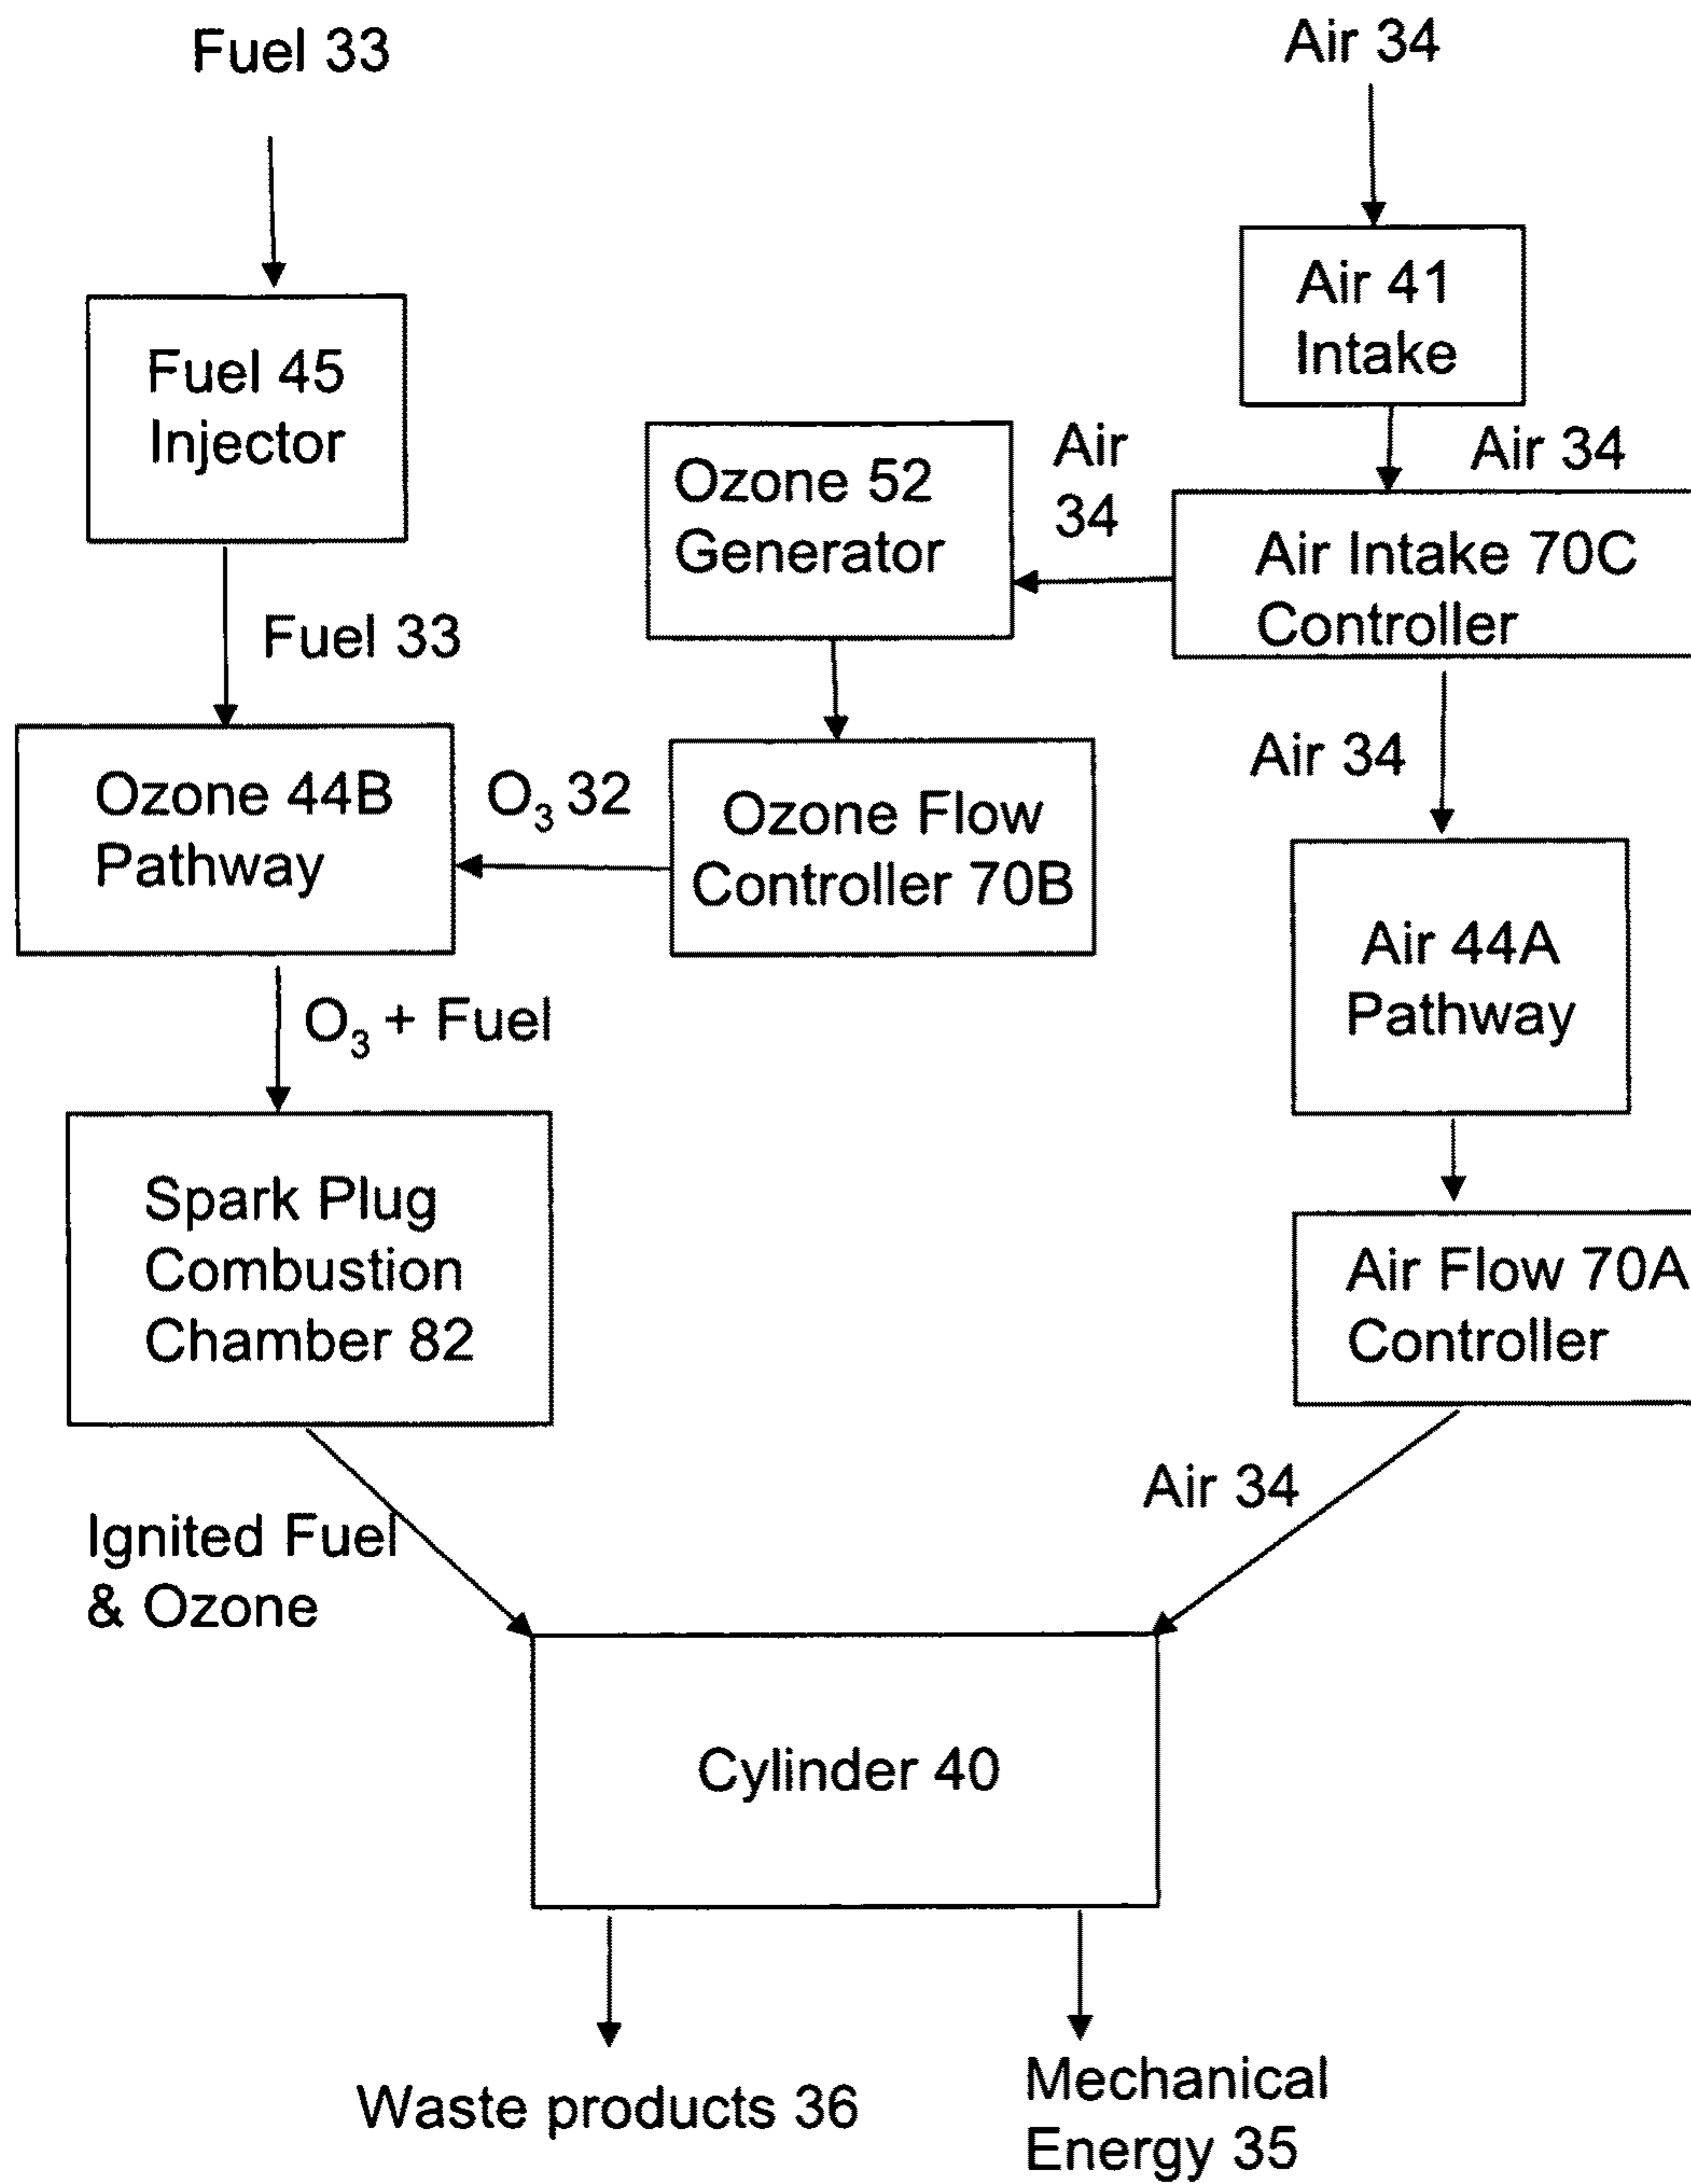 Fuel 33
Air 34
Air 41
Intake
Fuel 45
Injector
Air
34
Air 34
Ozone 52
Generator
Air Intake 70C
Controller
Fuel 33
Air 34
Ozone 44B
Pathway
O₃ 32
Ozone Flow
Controller 70B
Air 44A
Pathway
O₃ + Fuel
Spark Plug
Combustion
Chamber 82
Air Flow 70A
Controller
Ignited Fuel
& Ozone
Air 34
Cylinder 40
Waste products 36
Mechanical
Energy 35